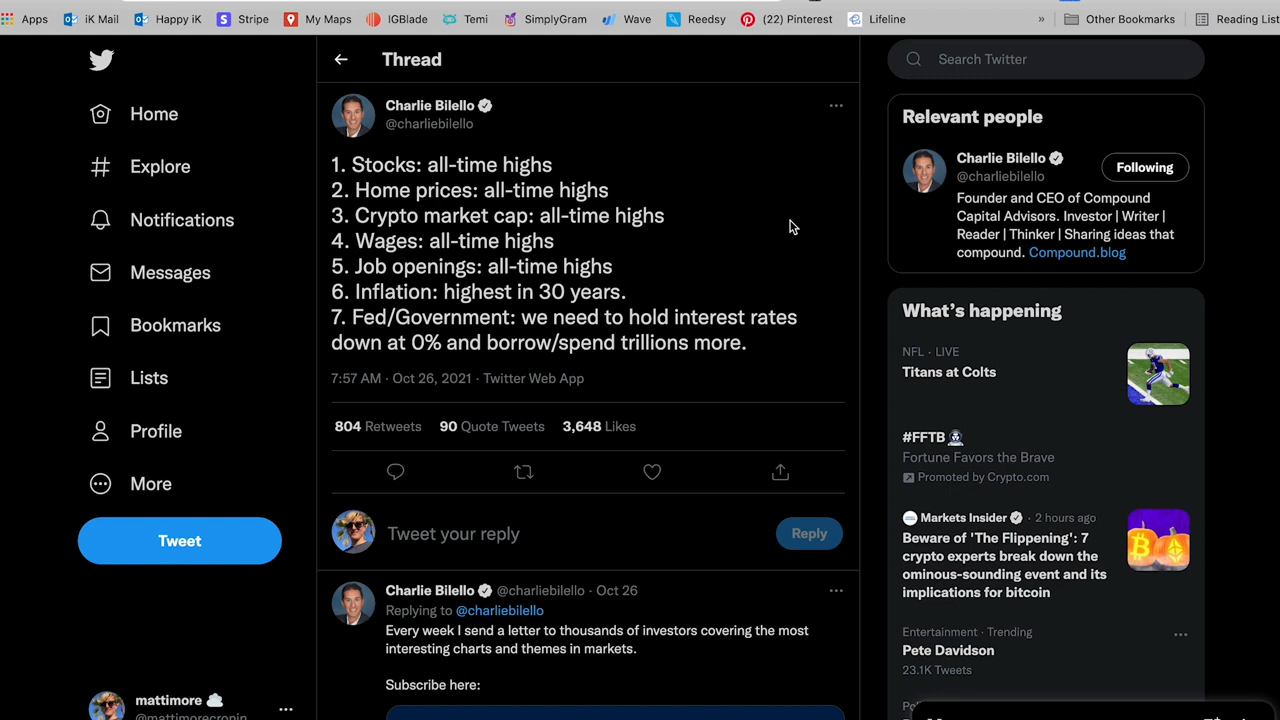 Apps iK Mail Happy iK Stripe My Maps IGBlade Temi SimplyGram Wave Reedsy (22) Pinterest Lifeline » Other Bookmarks Reading List
Home
Explore
Notifications
Messages
Bookmarks
Lists
Profile
More
Tweet
mattimore
@mattimorecronin
Thread
Charlie Bilello
@charliebilello
1. Stocks: all-time highs
2. Home prices: all-time highs
3. Crypto market cap: all-time highs
4. Wages: all-time highs
5. Job openings: all-time highs
6. Inflation: highest in 30 years.
7. Fed/Government: we need to hold interest rates
down at 0% and borrow/spend trillions more.
7:57 AM · Oct 26, 2021 · Twitter Web App
804 Retweets 90 Quote Tweets 3,648 Likes
Tweet your reply
Reply
Charlie Bilello @charliebilello · Oct 26
Replying to @charliebilello
Every week I send a letter to thousands of investors covering the most
interesting charts and themes in markets.
Subscribe here:
Search Twitter
Relevant people
Charlie Bilello
@charliebilello
Following
Founder and CEO of Compound
Capital Advisors. Investor | Writer |
Reader | Thinker | Sharing ideas that
compound. Compound.blog
What's happening
NFL · LIVE
Titans at Colts
#FFTB
Fortune Favors the Brave
Promoted by Crypto.com
Markets Insider · 2 hours ago
Beware of 'The Flippening': 7
crypto experts break down the
ominous-sounding event and its
implications for bitcoin
Entertainment · Trending
Pete Davidson
23.1K Tweets